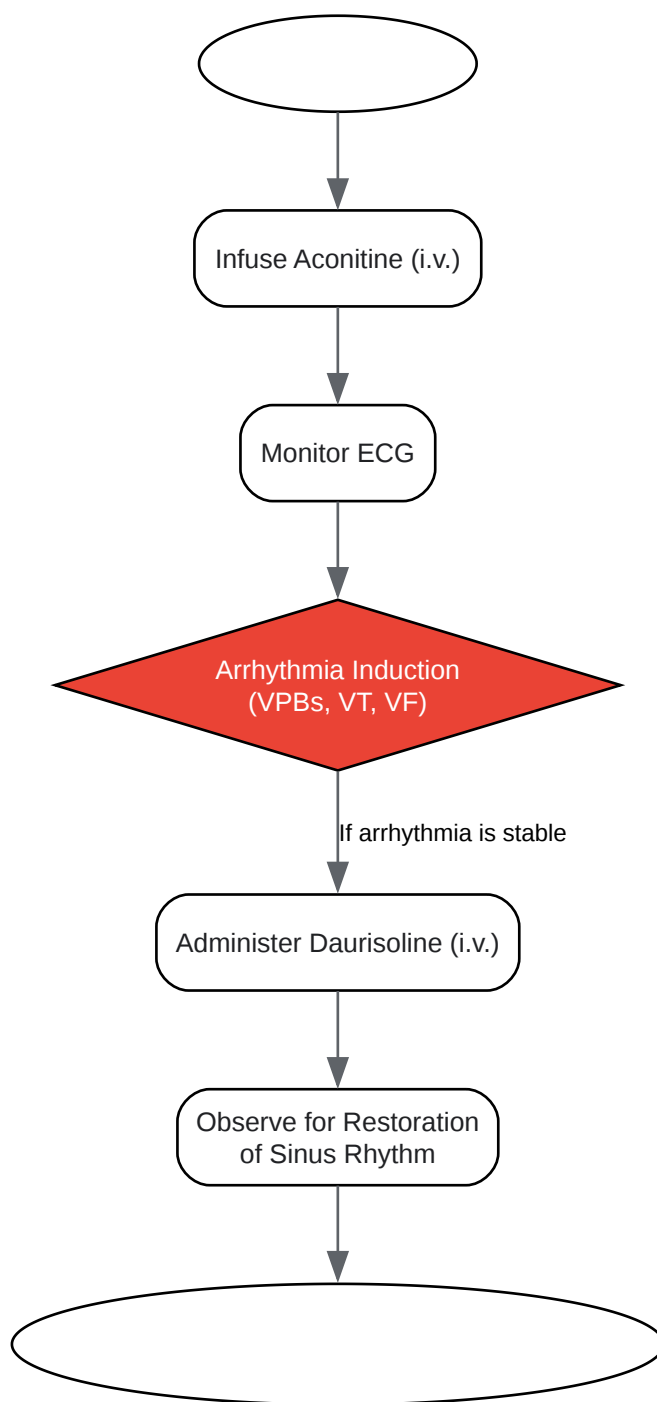 Infuse Aconitine (i.v.)
Monitor ECG
Arrhythmia Induction
(VPBs, VT, VF)
If arrhythmia is stable
Administer Daurisoline (i.v.)
Observe for Restoration
of Sinus Rhythm